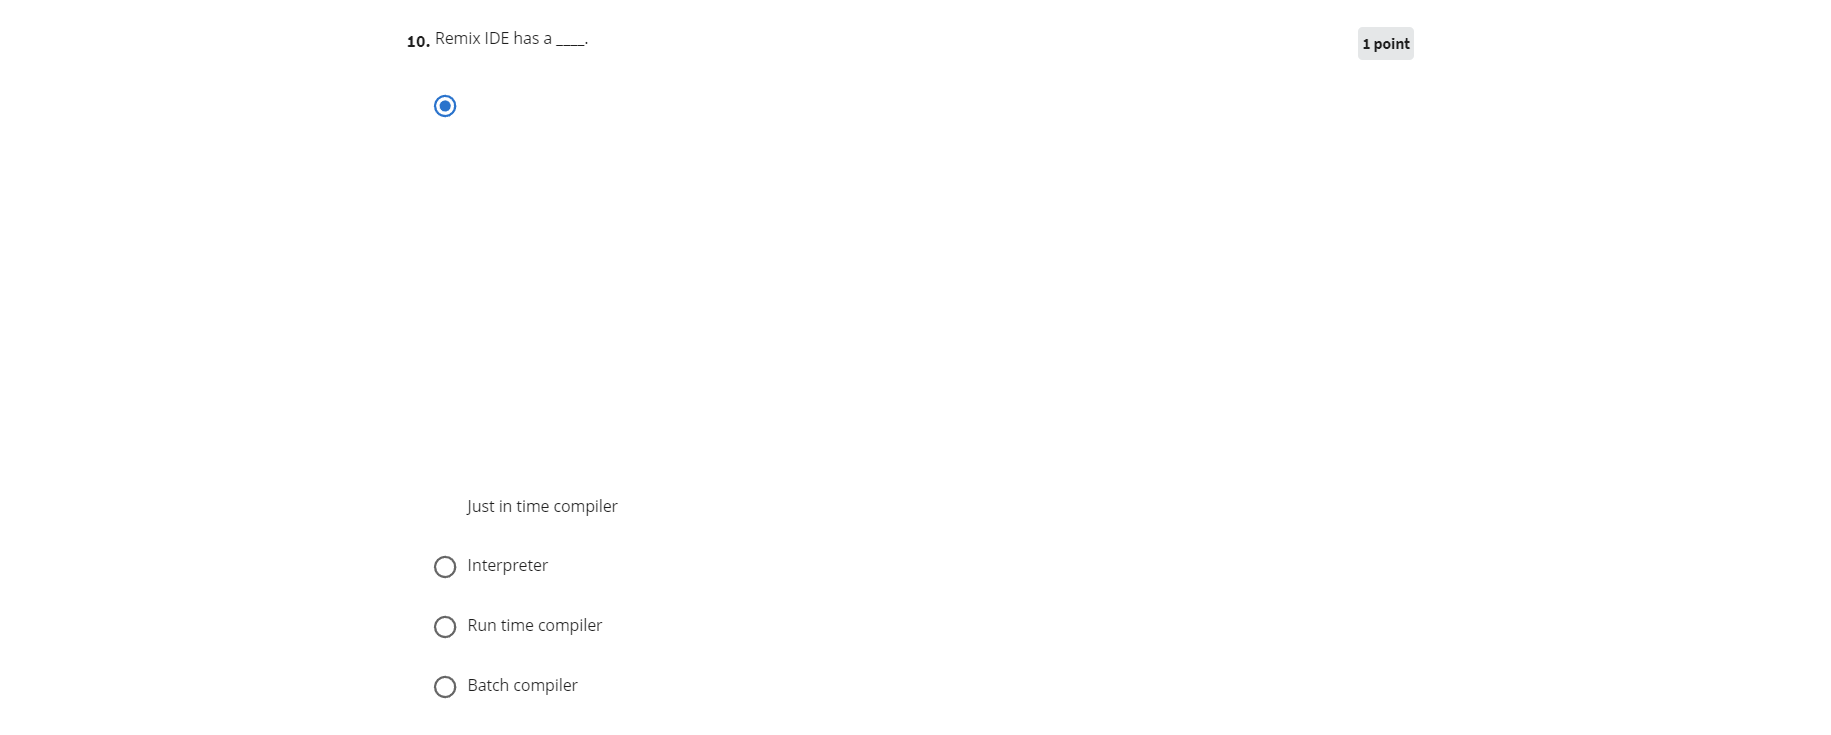 10. Remix IDE has a ____.
1 point
Just in time compiler
Interpreter
Run time compiler
Batch compiler